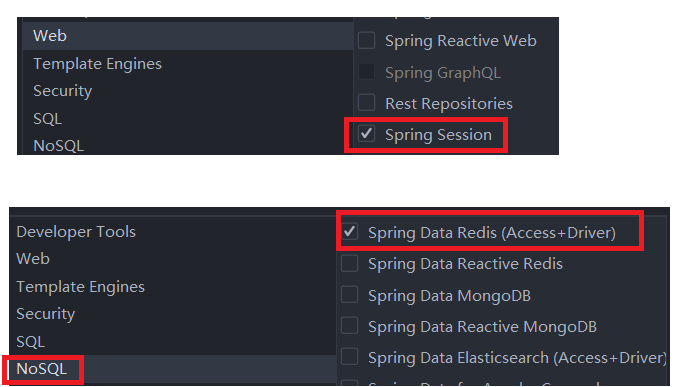 Web
Template Engines
Security
SQL
NoSQL
Spring Reactive Web
Spring GraphQL
Rest Repositories
Spring Session
Developer Tools
Web
Template Engines
Security
SQL
NoSQL
Spring Data Redis (Access+Driver)
Spring Data Reactive Redis
Spring Data MongoDB
Spring Data Reactive MongoDB
Spring Data Elasticsearch (Access+Driver)